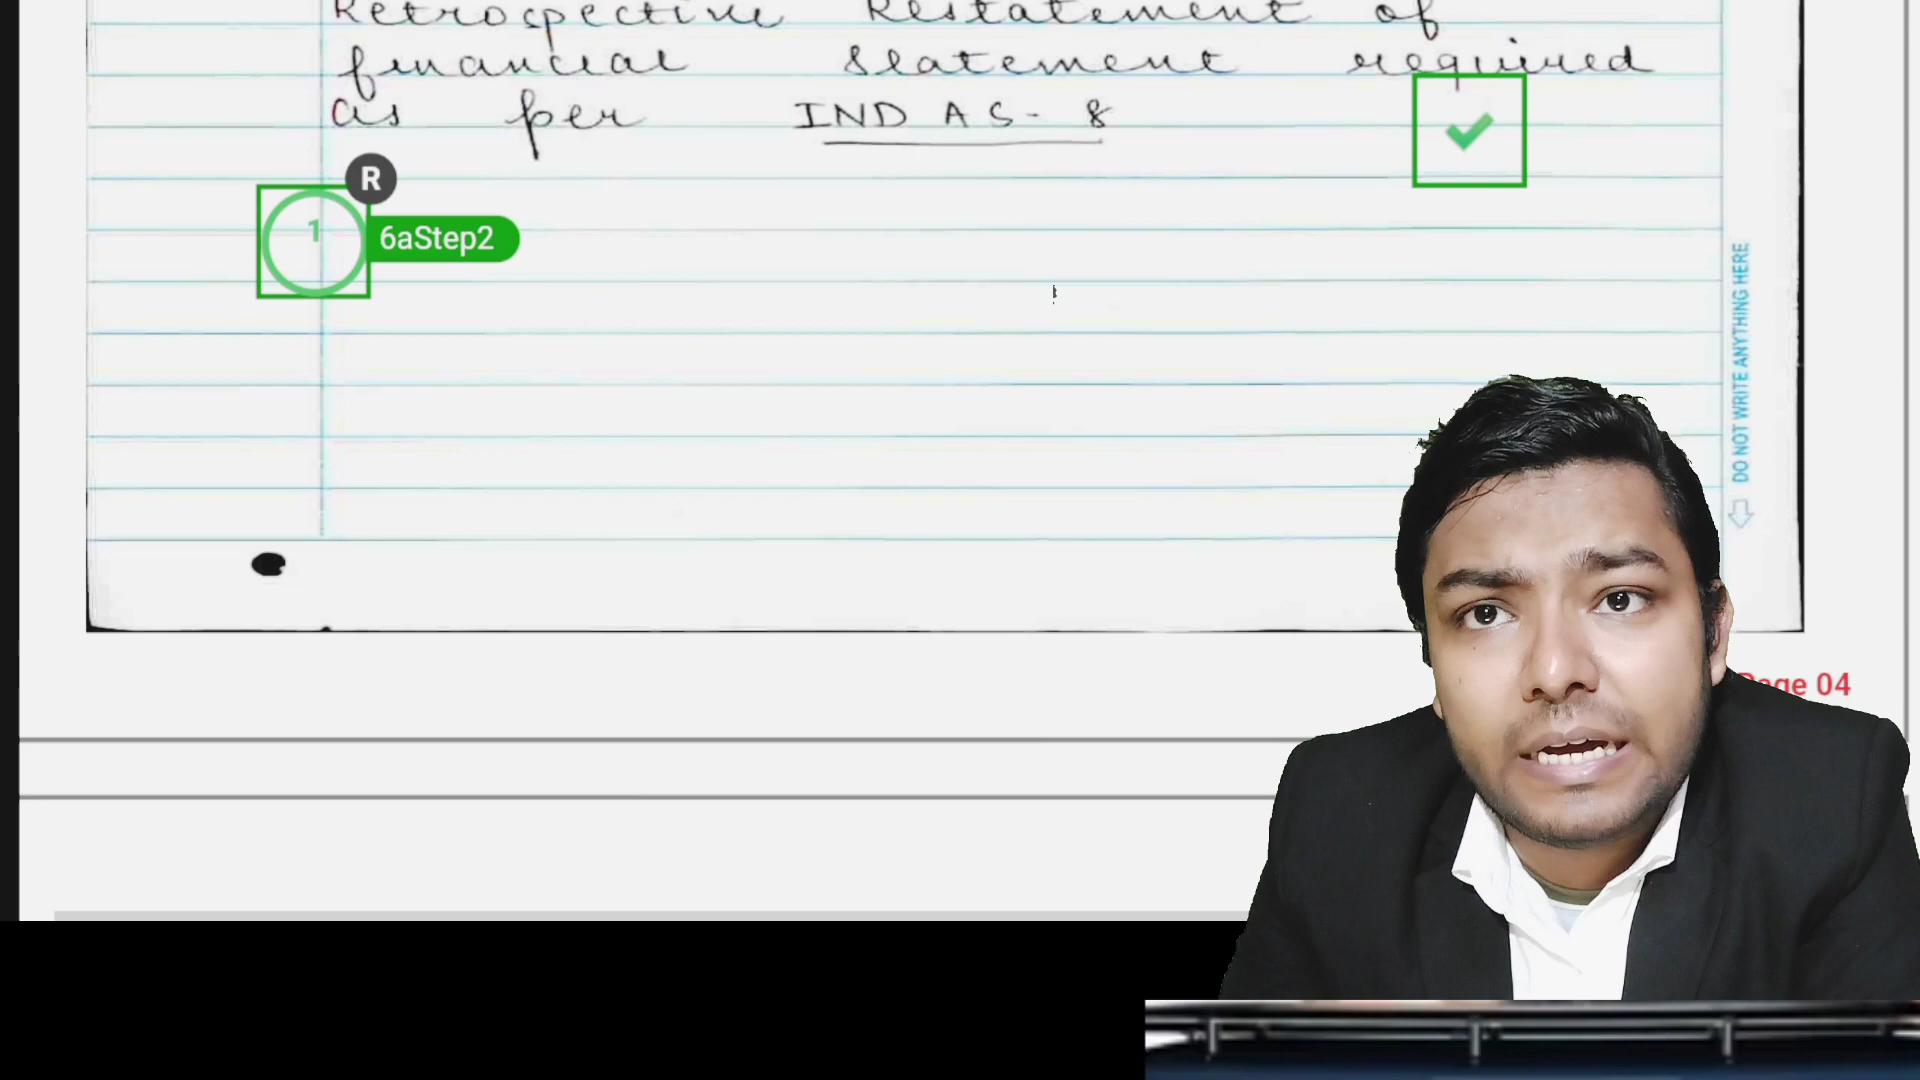 Retrospective Restatement of
financial statement required
as per IND AS- 8
R
1
6aStep2
DO NOT WRITE ANYTHING HERE
Page 04